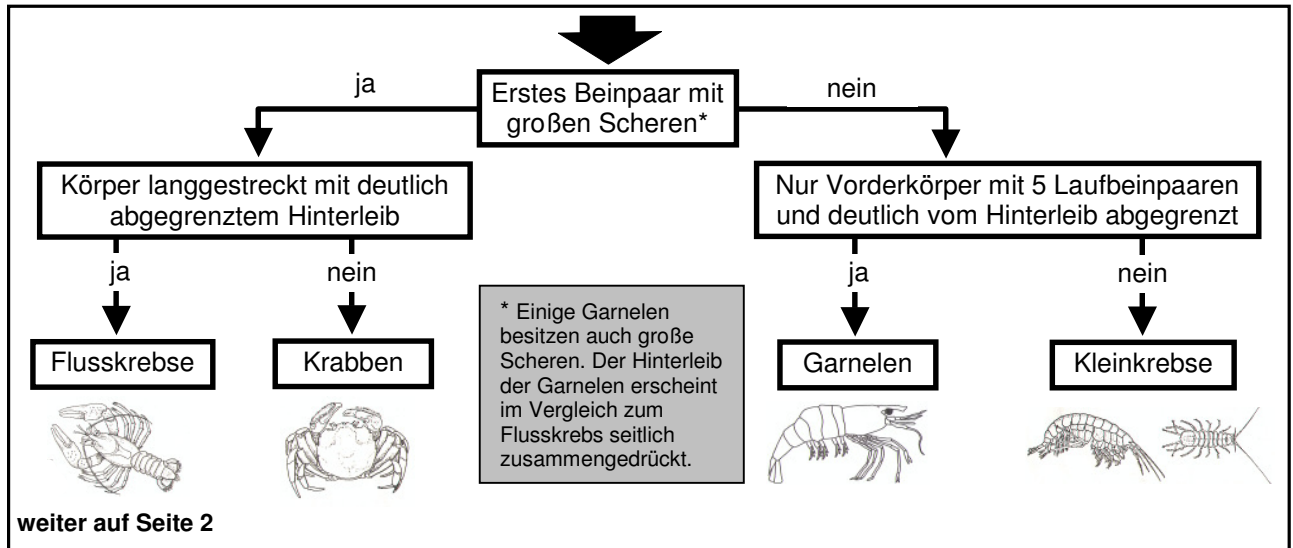 ja
Erstes Beinpaar mit
großen Scheren*
nein
Körper langgestreckt mit deutlich
abgegrenztem Hinterleib
Nur Vorderkörper mit 5 Laufbeinpaaren
und deutlich vom Hinterleib abgegrenzt
ja
nein
ja
nein
* Einige Garnelen
besitzen auch große
Scheren. Der Hinterleib
der Garnelen erscheint
im Vergleich zum
Flusskrebs seitlich
zusammengedrückt.
Flusskrebse
Krabben
Garnelen
Kleinkrebse
weiter auf Seite 2